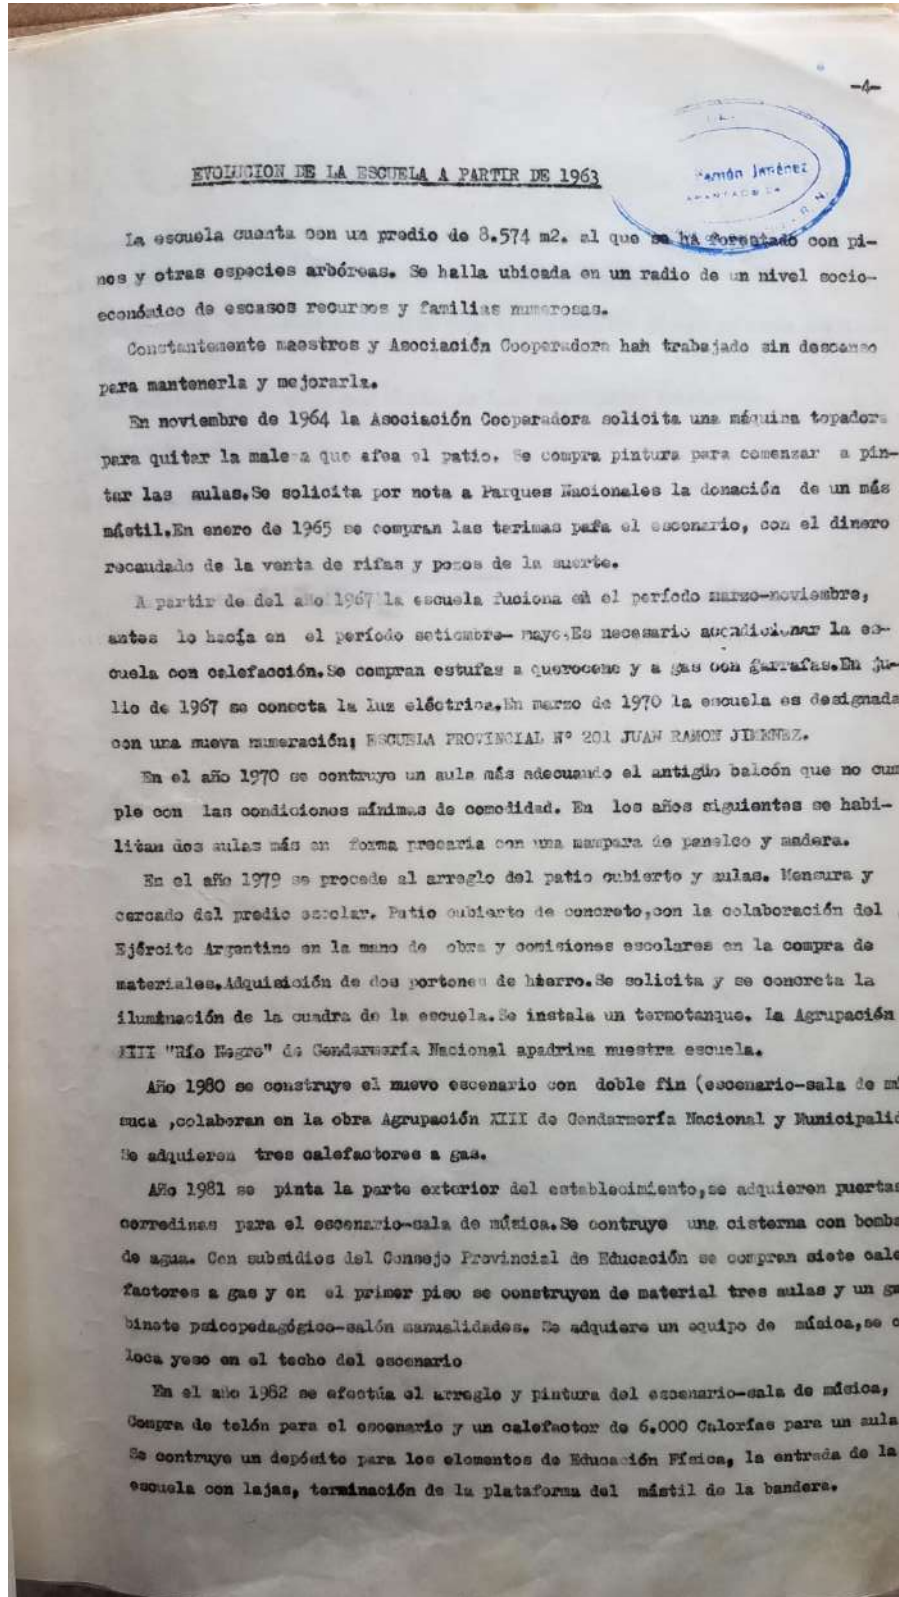 -4-
Ramón Jiménez
EVOLUCION DE LA ESCUELA A PARTIR DE 1963
La escuela cuenta con un predio de 8.574 m2. al que se ha forestado con pi-
nos y otras especies arbóreas. Se halla ubicada en un radio de un nivel socio-
económico de escasos recursos y familias numerosas.
Constantemente maestros y Asociación Cooperadora han trabajado sin descanso
para mantenerla y mejorarla.
En noviembre de 1964 la Asociación Cooperadora solicita una máquina topadora
para quitar la maleza que afea el patio. Se compra pintura para comenzar a pin-
tar las aulas.Se solicita por nota a Parques Nacionales la donación de un más
mástil.En enero de 1965 se compran las tarimas pafa el escenario, con el dinero
recaudado de la venta de rifas y pozos de la suerte.
A partir de del año 1967 la escuela fuciona en el período marzo-noviembre,
antes lo hacía en el período setiembre- mayo.Es necesario acondicionar la es-
cuela con calefacción.Se compran estufas a querocene y a gas con garrafas.En ju-
lio de 1967 se conecta la luz eléctrica.En marzo de 1970 la escuela es designada
con una nueva numeración; ESCUELA PROVINCIAL Nº 201 JUAN RAMON JIMENEZ.
En el año 1970 se contruye un aula más adecuando el antigüo balcón que no cum
ple con las condiciones mínimas de comodidad. En los años siguientes se habi-
litan dos aulas más en forma precaria con una mampara de panelco y madera.
En el año 1979 se procede al arreglo del patio cubierto y aulas. Mensura y
cercado del predio escolar. Patio cubierto de concreto,con la colaboración del
Ejército Argentino en la mano de obra y comisiones escolares en la compra de
materiales.Adquisición de dos portones de hierro.Se solicita y se concreta la
iluminación de la cuadra de la escuela.Se instala un termotanque. La Agrupación
XIII "Río Negro" de Gendarmería Nacional apadrina nuestra escuela.
Año 1980 se construye el nuevo escenario con doble fin (escenario-sala de mú
suca ,colaboran en la obra Agrupación XIII de Gendarmería Nacional y Municipalid
Se adquieren tres calefactores a gas.
Año 1981 se pinta la parte exterior del establecimiento,se adquieren puertas
corredinas para el escenario-sala de música.Se contruye una cisterna con bomba
de agua. Con subsidios del Consejo Provincial de Educación se compran siete cale
factores a gas y en el primer piso se construyen de material tres aulas y un ga
binete psicopedagógico-salón manualidades. Se adquiere un equipo de música,se c
loca yeso en el techo del escenario
En el año 1982 se efectúa el arreglo y pintura del escenario-sala de música,
Compra de telón para el escenario y un calefactor de 6.000 Calorías para un aula
Se contruye un depósito para los elementos de Educación Física, la entrada de la
escuela con lajas, terminación de la plataforma del mástil de la bandera.